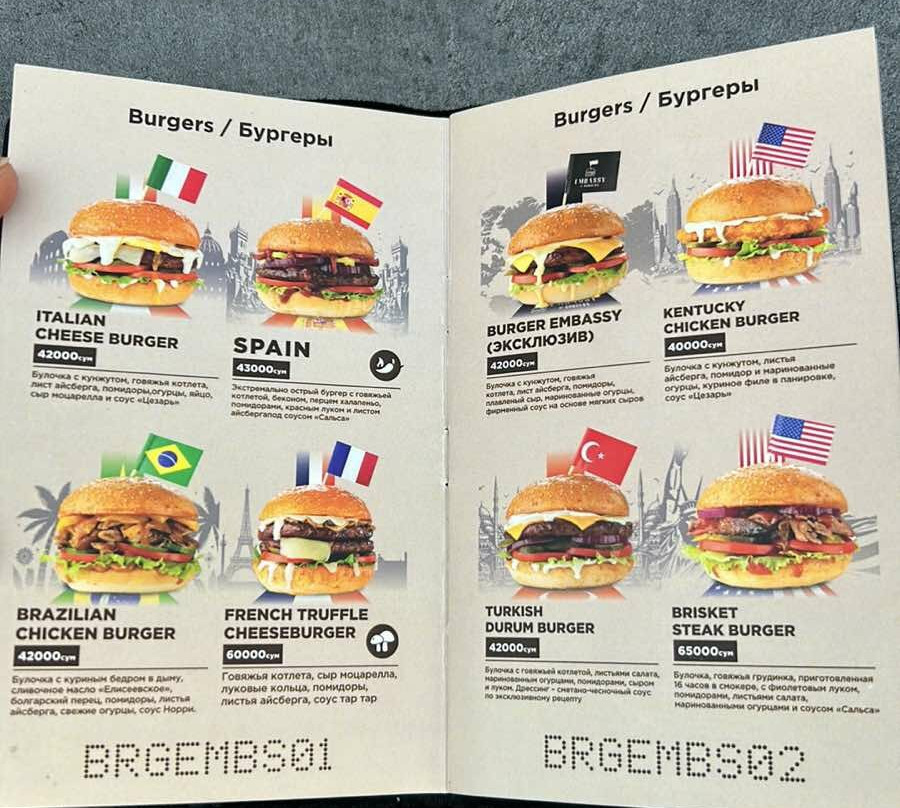 Burgers / Бургеры
ITALIAN
CHEESE BURGER
42000сум
Булочка с кунжутом, говяжья котлета,
лист айсберга, помидоры,огурцы, яйцо,
сыр моцарелла и соус «Цезарь»
SPAIN
43000сум
Экстремально острый бургер с говяжьей
котлетой, беконом, перцем халапеньо,
помидорами, красным луком и листом
айсбергапод соусом «Сальса»
BRAZILIAN
CHICKEN BURGER
42000сум
Булочка с куриным бедром в дыму,
сливочное масло «Елисеевское»,
болгарский перец, помидоры, листья
айсберга, свежие огурцы, соус Норри.
FRENCH TRUFFLE
CHEESEBURGER
60000сум
Говяжья котлета, сыр моцарелла,
луковые кольца, помидоры,
листья айсберга, соус тар тар
BRGEMBS01
Burgers / Бургеры
EMBASSY
BURGER EMBASSY
(ЭКСКЛЮЗИВ)
42000сум
Булочка с кунжутом, говяжья
котлета, лист айсберга, помидоры,
плавленый сыр, маринованные огурцы,
фирменный соус на основе мягких сыров
KENTUCKY
CHICKEN BURGER
40000сум
Булочка с кунжутом, листья
айсберга, помидор и маринованные
огурцы, куриное филе в панировке,
соус «Цезарь»
TURKISH
DURUM BURGER
42000сум
Булочка с говяжьей котлетой, листьями салата,
маринованными огурцами, помидорами, сыром
и луком, Дрессинг - сметано-чесночный соус
по эксклюзивному рецепту
BRISKET
STEAK BURGER
65000сум
Булочка, говяжья грудинка, приготовленная
16 часов в смокере, с фиолетовым луком,
помидорами, листьями салата,
маринованными огурцами и соусом «Сальса»
BRGEMBS02